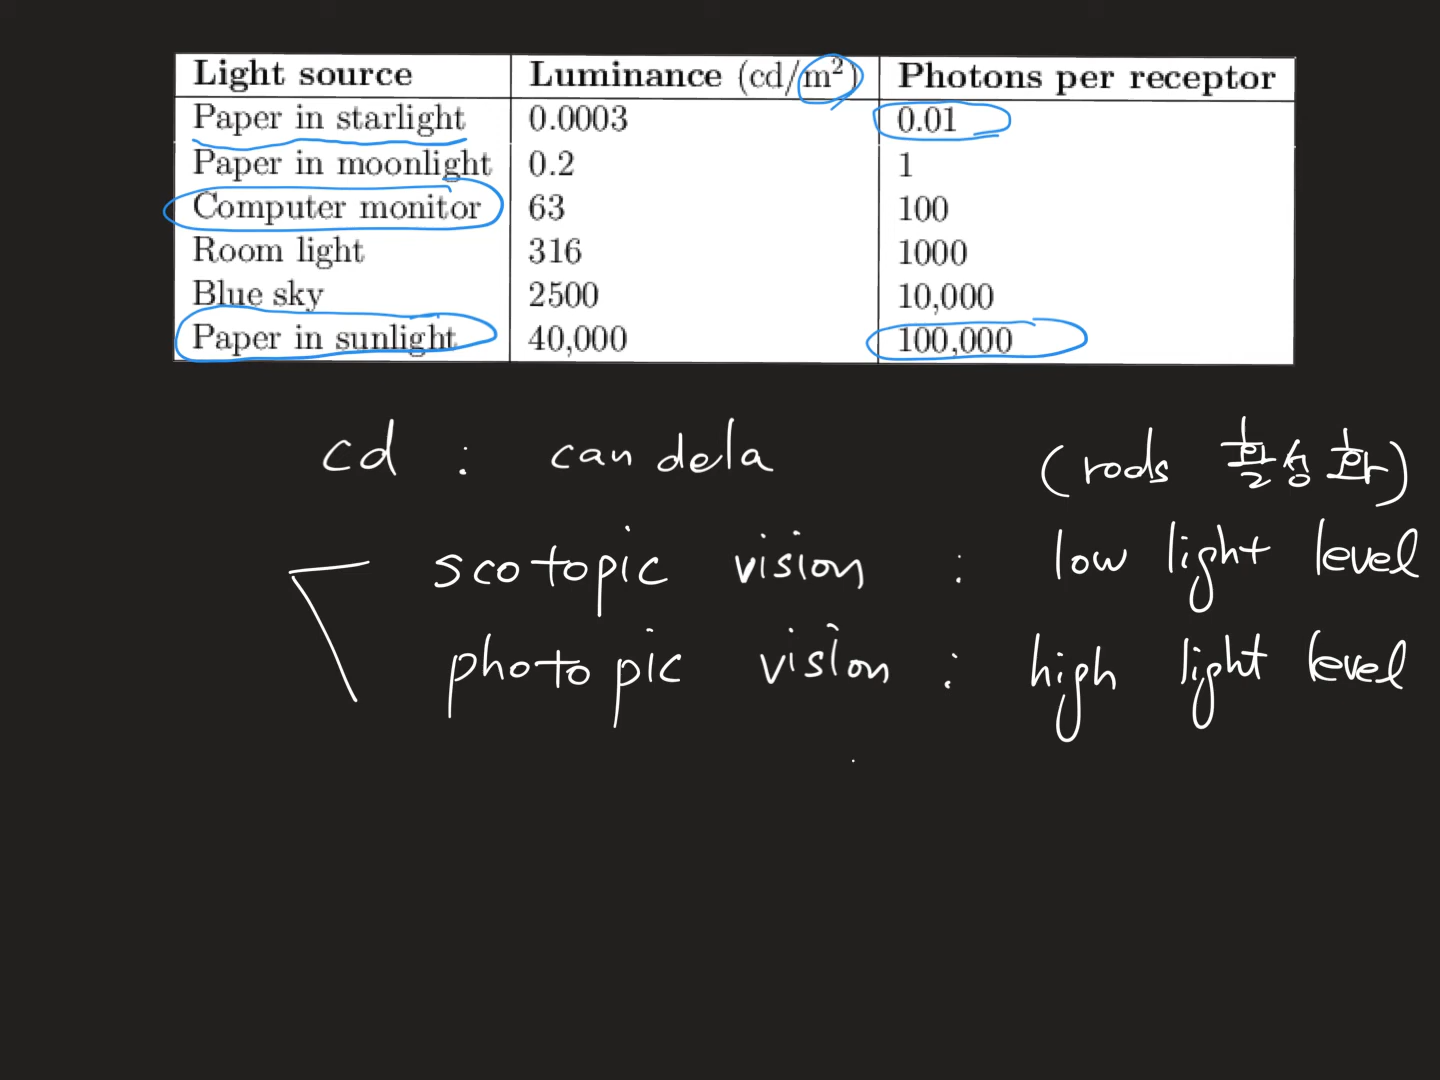 Light source Luminance (cd/m²) Photons per receptor
Paper in starlight 0.0003 0.01
Paper in moonlight 0.2 1
Computer monitor 63 100
Room light 316 1000
Blue sky 2500 10,000
Paper in sunlight 40,000 100,000
cd : candela
(rods 활성화)
scotopic vision : low light level
photopic vision : high light level